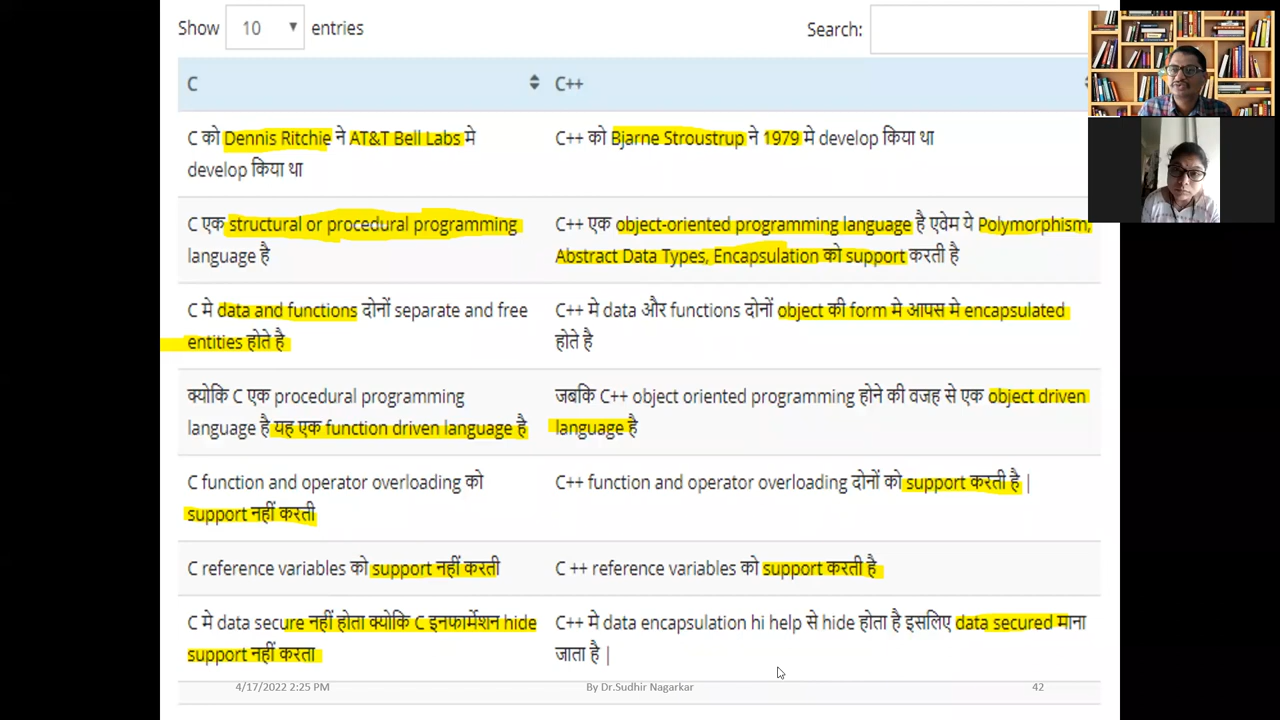 Show 10 entries Search:
C C++
C को Dennis Ritchie ने AT&T Bell Labs मे
develop किया था
C++ को Bjarne Stroustrup ने 1979 मे develop किया था
C एक structural or procedural programming
language है
C++ एक object-oriented programming language है एवेम ये Polymorphism,
Abstract Data Types, Encapsulation को support करती है
C मे data and functions दोनों separate and free
entities होते है
C++ मे data और functions दोनों object की form मे आपस मे encapsulated
होते है
क्योकि C एक procedural programming
language है यह एक function driven language है
जबकि C++ object oriented programming होने की वजह से एक object driven
language है
C function and operator overloading को
support नहीं करती
C++ function and operator overloading दोनों को support करती है |
C reference variables को support नहीं करती
C ++ reference variables को support करती है
C मे data secure नहीं होता क्योकि C इनफार्मेशन hide
support नहीं करता
C++ मे data encapsulation hi help से hide होता है इसलिए data secured माना
जाता है |
4/17/2022 2:25 PM By Dr.Sudhir Nagarkar 42